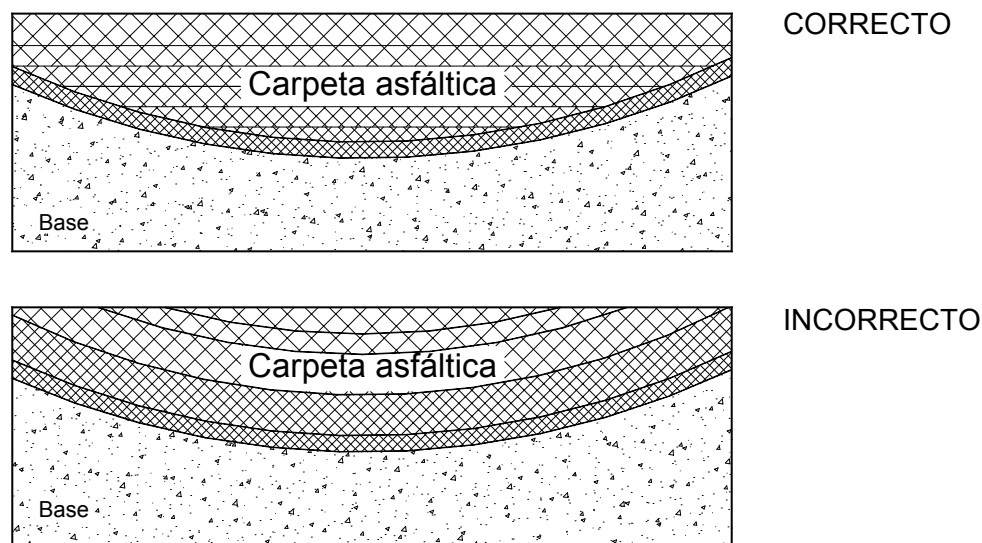 CORRECTO
Carpeta asfáltica
Base
INCORRECTO
Carpeta asfáltica
Base